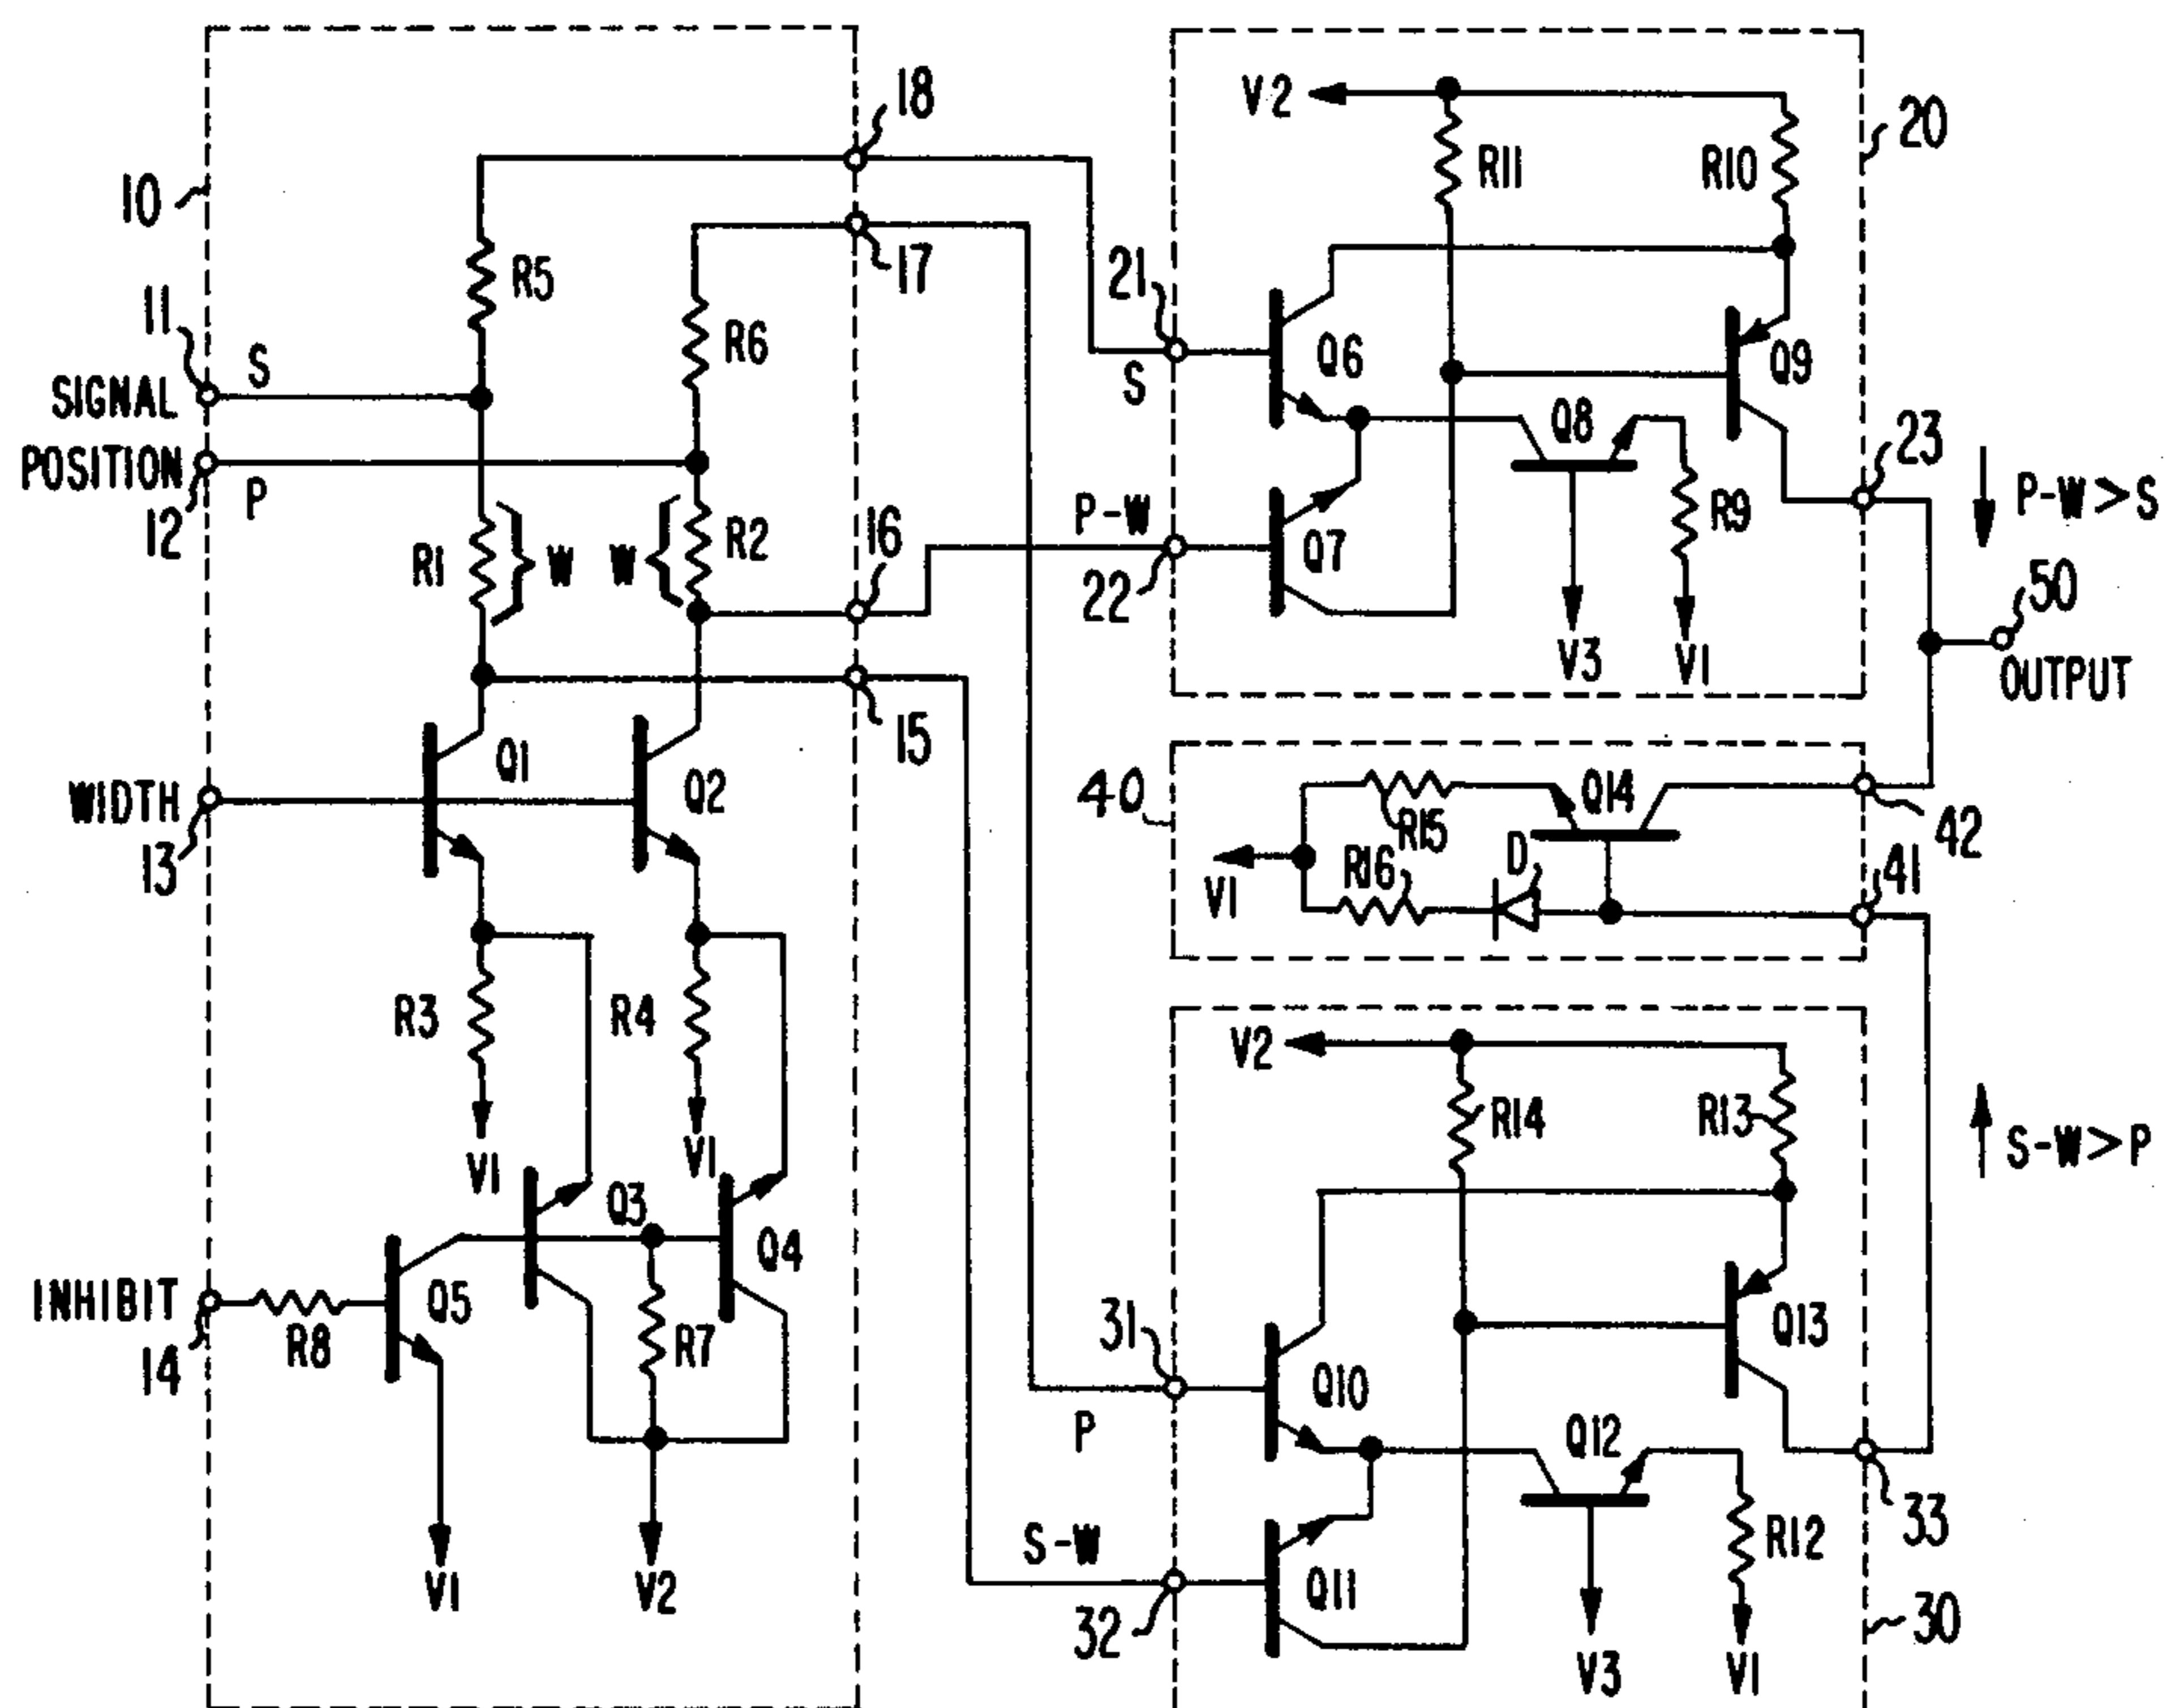 18
V2
20
R11
R10
10
17
21
11
R5
R6
Q6
Q9
S
S
Q8
23
SIGNAL
POSITION
P
12
R1
W
W
R2
16
P-W
Q7
R9
P-W>S
22
50
V3
V1
OUTPUT
15
Q1
Q2
WIDTH
13
40
Q14
R15
42
D
41
R16
V1
R3
R4
V2
R14
R13
S-W>P
V1
V1
Q3
Q4
INHIBIT
14
R8
Q5
R7
31
Q10
Q13
P
Q12
V1
V2
S-W
Q11
R12
33
32
V3
V1
30